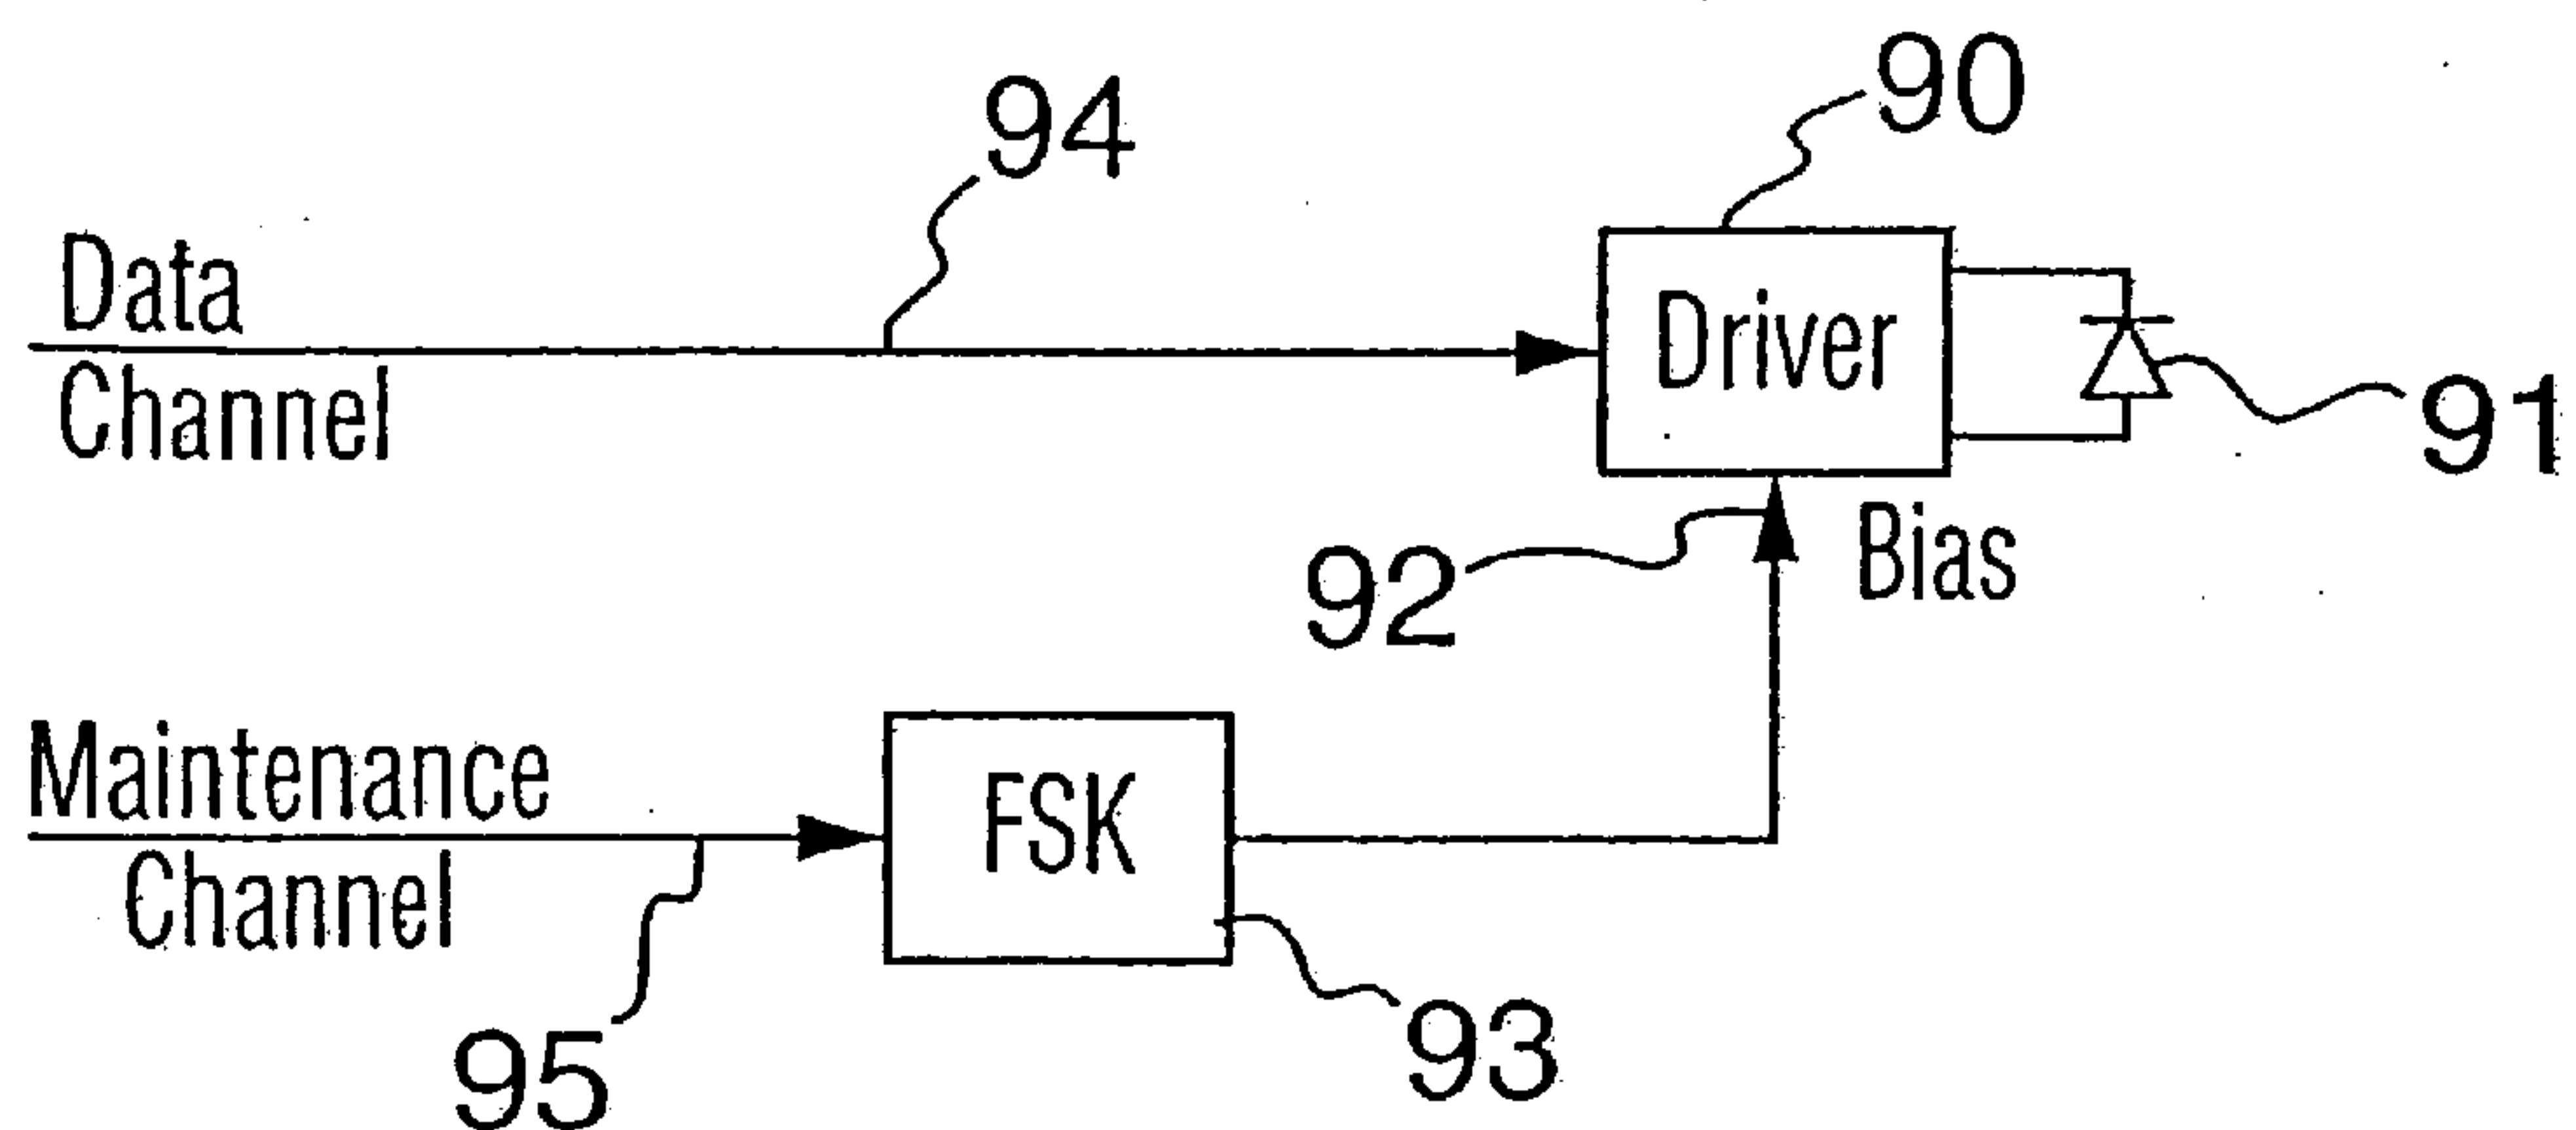 90
94
Data
Channel
Driver
91
92
Bias
Maintenance
Channel
FSK
93
95